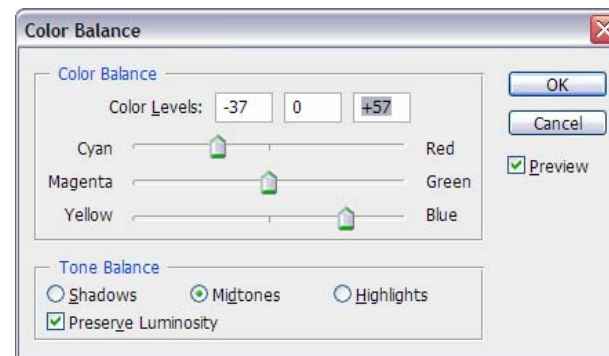 Color Balance
Color Balance
Color Levels: -37 0 +57
Cyan Red
Magenta Green
Yellow Blue
Tone Balance
Shadows Midtones Highlights
Preserve Luminosity
OK
Cancel
Preview